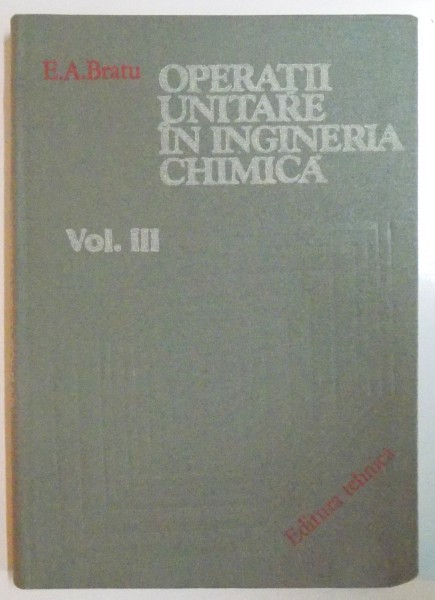 E.A.Bratu
OPERAȚII
UNITARE
ÎN INGINERIA
CHIMICĂ
Vol. III
Editura tehnică